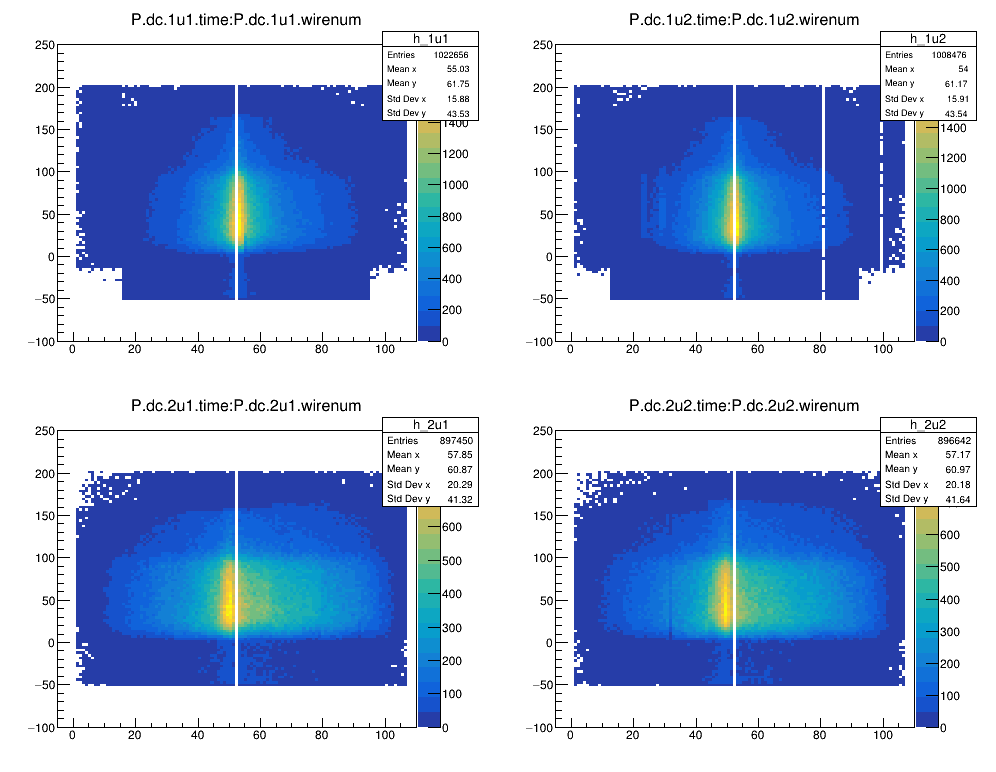 P.dc.1u1.time:P.dc.1u1.wirenum
h_1u1
Entries 1022656
Mean x 55.03
Mean y 61.75
Std Dev x 15.88
Std Dev y 43.53
250
200
150
100
50
0
−50
−100
0 20 40 60 80 100
1400
1200
1000
800
600
400
200
0
P.dc.1u2.time:P.dc.1u2.wirenum
h_1u2
Entries 1008476
Mean x 54
Mean y 61.17
Std Dev x 15.91
Std Dev y 43.54
250
200
150
100
50
0
−50
−100
0 20 40 60 80 100
1400
1200
1000
800
600
400
200
0
P.dc.2u1.time:P.dc.2u1.wirenum
h_2u1
Entries 897450
Mean x 57.85
Mean y 60.87
Std Dev x 20.29
Std Dev y 41.32
250
200
150
100
50
0
−50
−100
0 20 40 60 80 100
600
500
400
300
200
100
0
P.dc.2u2.time:P.dc.2u2.wirenum
h_2u2
Entries 896642
Mean x 57.17
Mean y 60.97
Std Dev x 20.18
Std Dev y 41.64
250
200
150
100
50
0
−50
−100
0 20 40 60 80 100
600
500
400
300
200
100
0